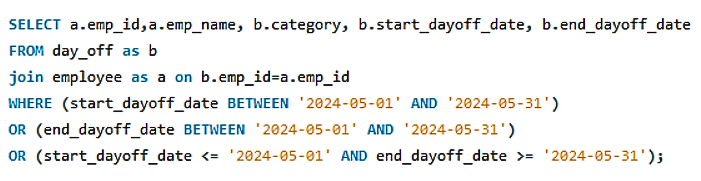 SELECT a.emp_id,a.emp_name, b.category, b.start_dayoff_date, b.end_dayoff_date
FROM day_off as b
join employee as a on b.emp_id=a.emp_id
WHERE (start_dayoff_date BETWEEN '2024-05-01' AND '2024-05-31')
OR (end_dayoff_date BETWEEN '2024-05-01' AND '2024-05-31')
OR (start_dayoff_date <= '2024-05-01' AND end_dayoff_date >= '2024-05-31');